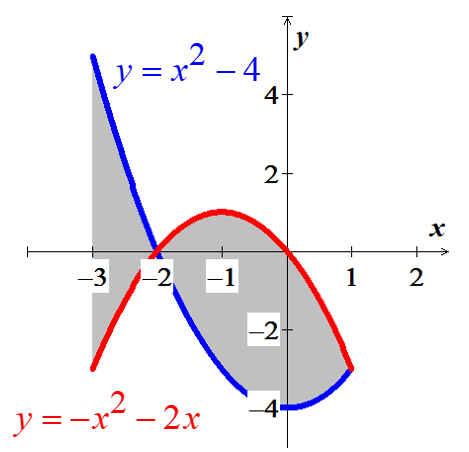 y
y = x² − 4
4
2
x
−3 −2 −1 1 2
−2
−4
y = −x² − 2x